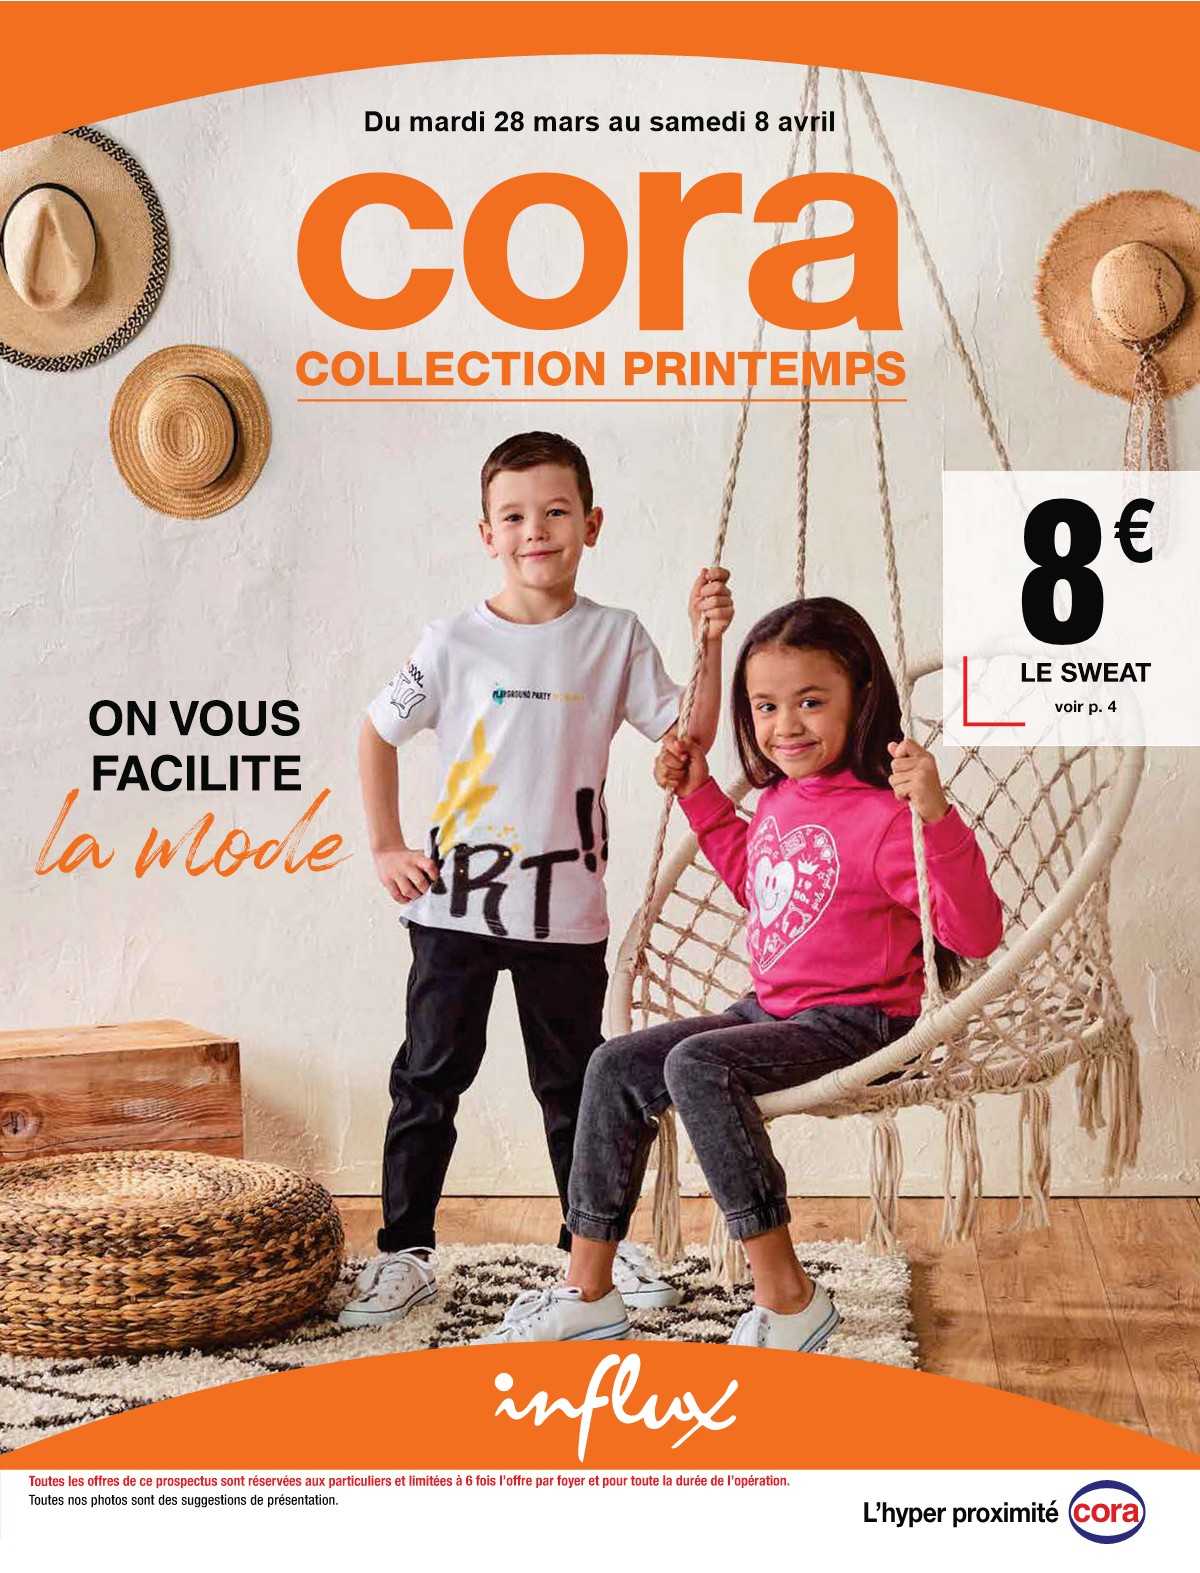 Du mardi 28 mars au samedi 8 avril
cora
COLLECTION PRINTEMPS
8€
LE SWEAT
voir p. 4
ON VOUS
FACILITE
la mode
PLAYGROUND PARTY
ART!!
influx
Toutes les offres de ce prospectus sont réservées aux particuliers et limitées à 6 fois l'offre par foyer et pour toute la durée de l'opération.
Toutes nos photos sont des suggestions de présentation.
L'hyper proximité cora